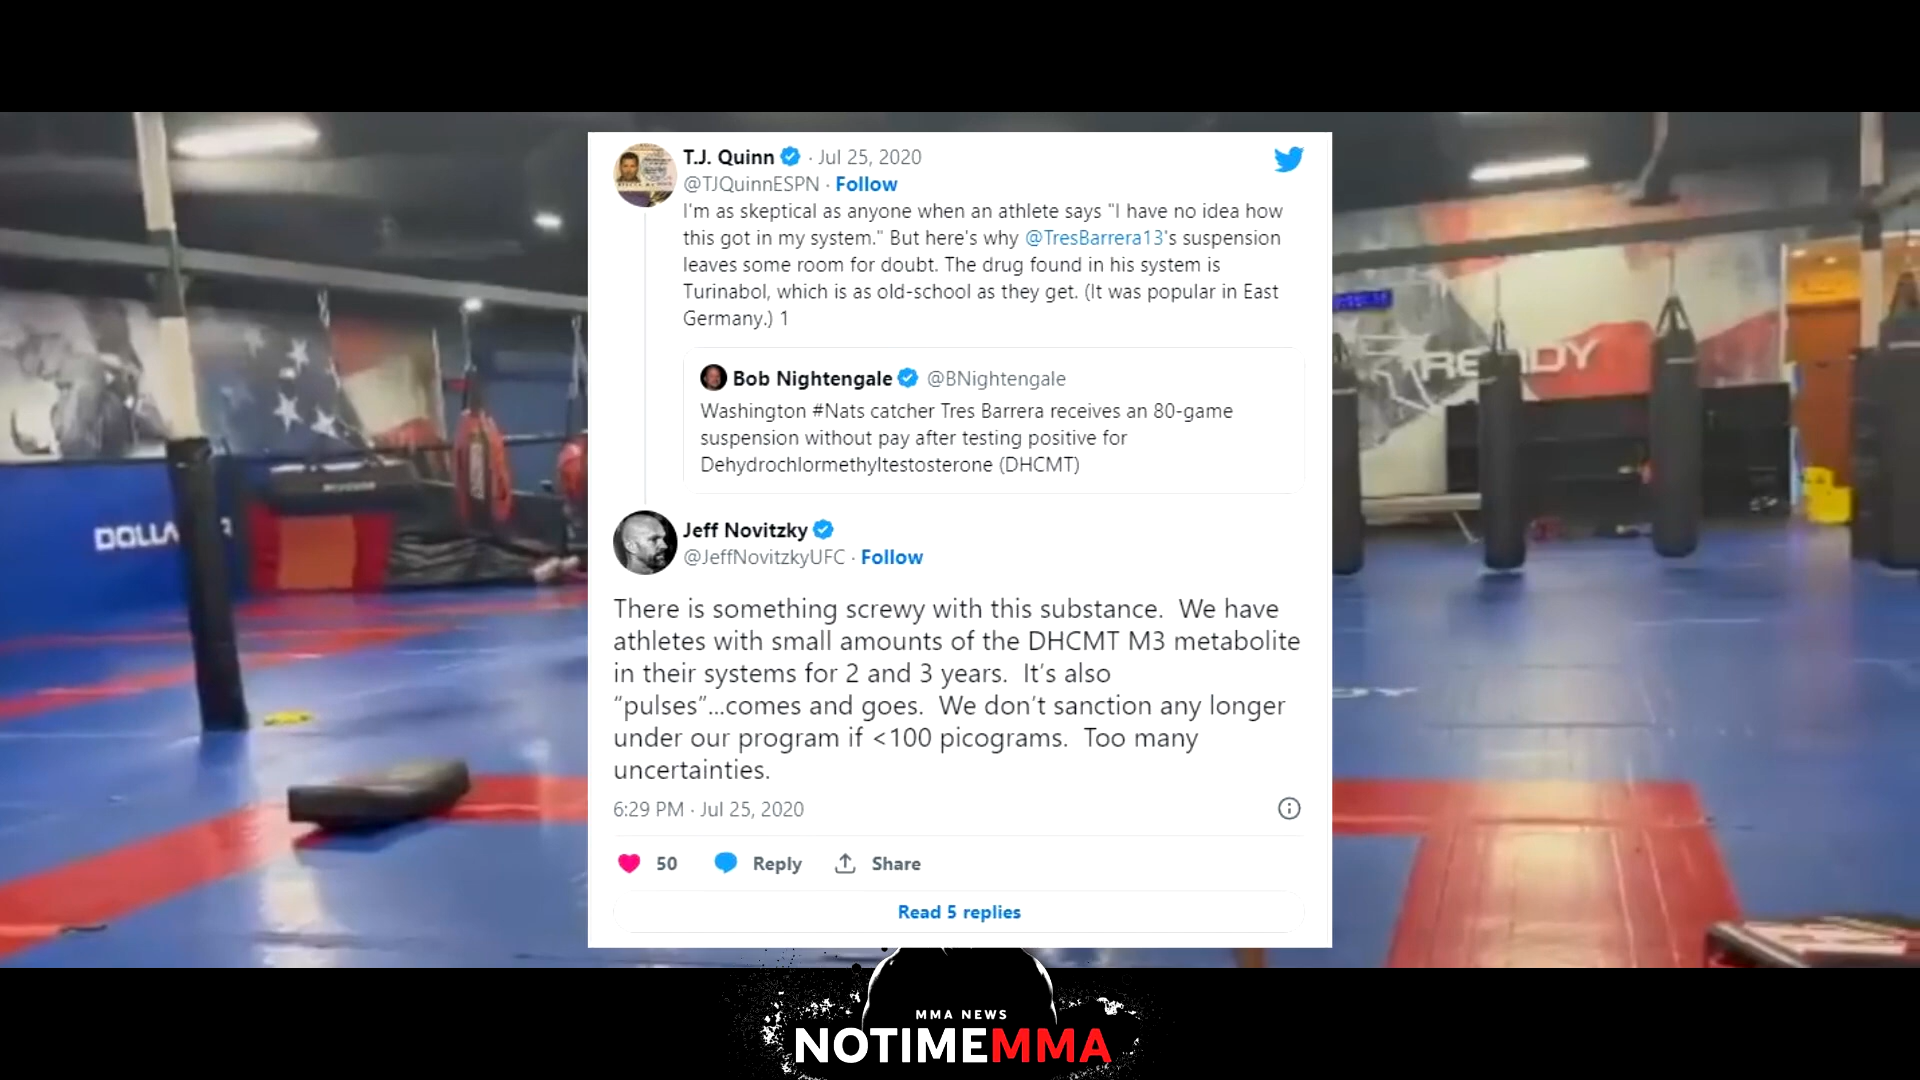 T.J. Quinn · Jul 25, 2020
@TJQuinnESPN · Follow
I'm as skeptical as anyone when an athlete says "I have no idea how
this got in my system." But here's why @TresBarrera13's suspension
leaves some room for doubt. The drug found in his system is
Turinabol, which is as old-school as they get. (It was popular in East
Germany.) 1
Bob Nightengale @BNightengale
Washington #Nats catcher Tres Barrera receives an 80-game
suspension without pay after testing positive for
Dehydrochlormethyltestosterone (DHCMT)
Jeff Novitzky
@JeffNovitzkyUFC · Follow
There is something screwy with this substance.  We have
athletes with small amounts of the DHCMT M3 metabolite
in their systems for 2 and 3 years.  It’s also
“pulses”...comes and goes.  We don’t sanction any longer
under our program if <100 picograms.  Too many
uncertainties.
6:29 PM · Jul 25, 2020
50 Reply Share
Read 5 replies
MMA NEWS
NOTIMEMMA